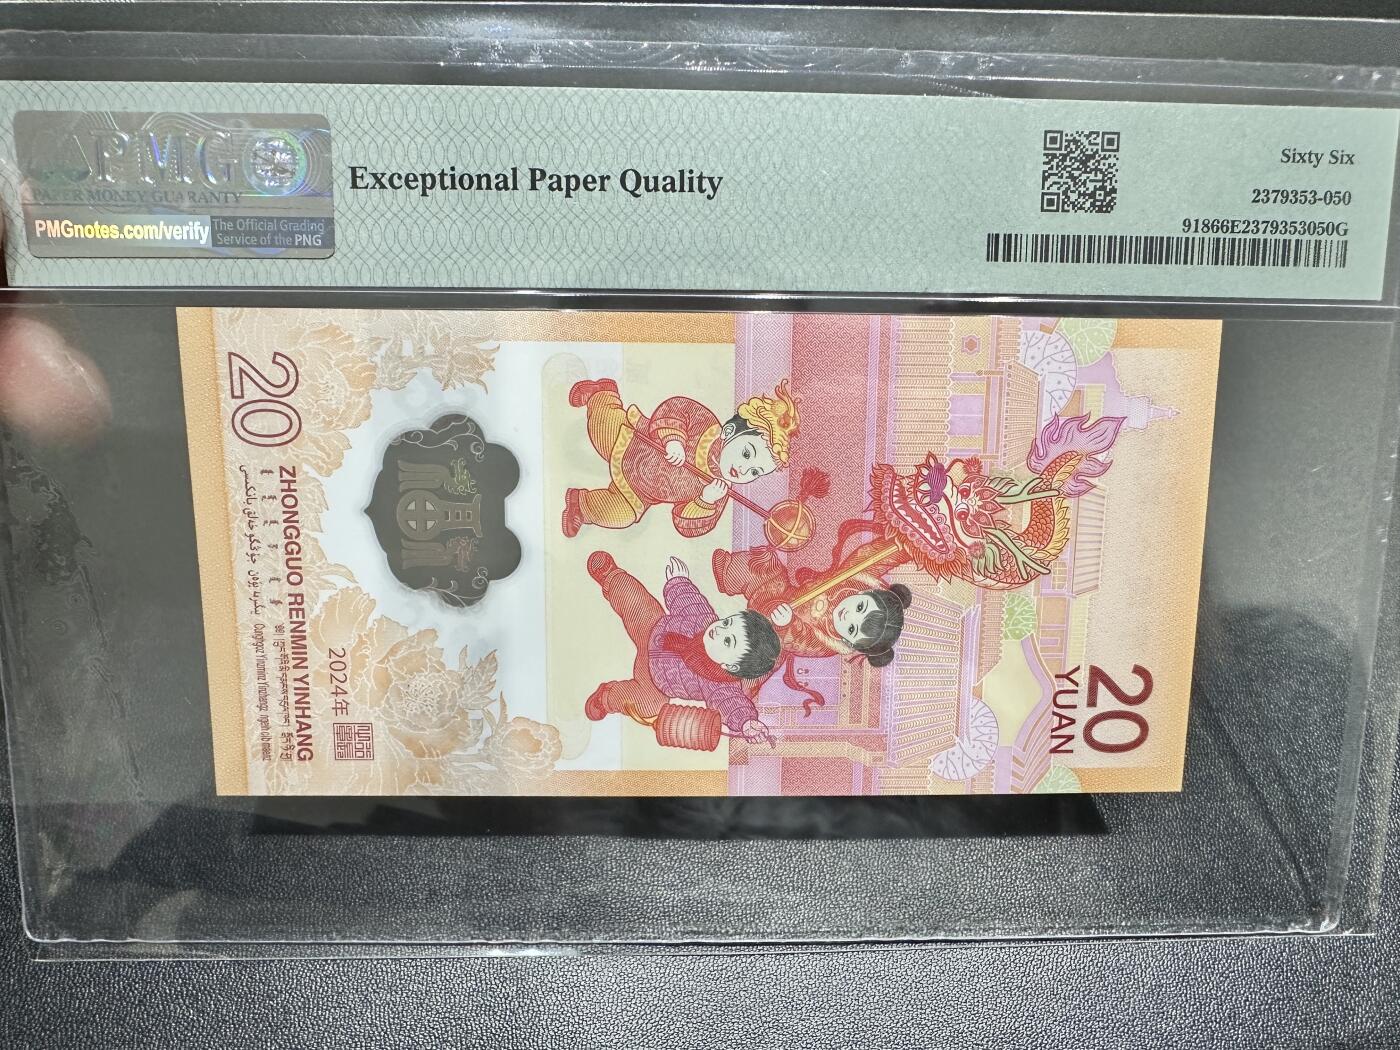 PMG
PAPER MONEY GUARANTY
PMGnotes.com/verify
The Official Grading
Service of the PNG
Exceptional Paper Quality
Sixty Six
2379353-050
91866E2379353050G
20
ZHONGGUO RENMIN YINHANG
2024年
20
YUAN